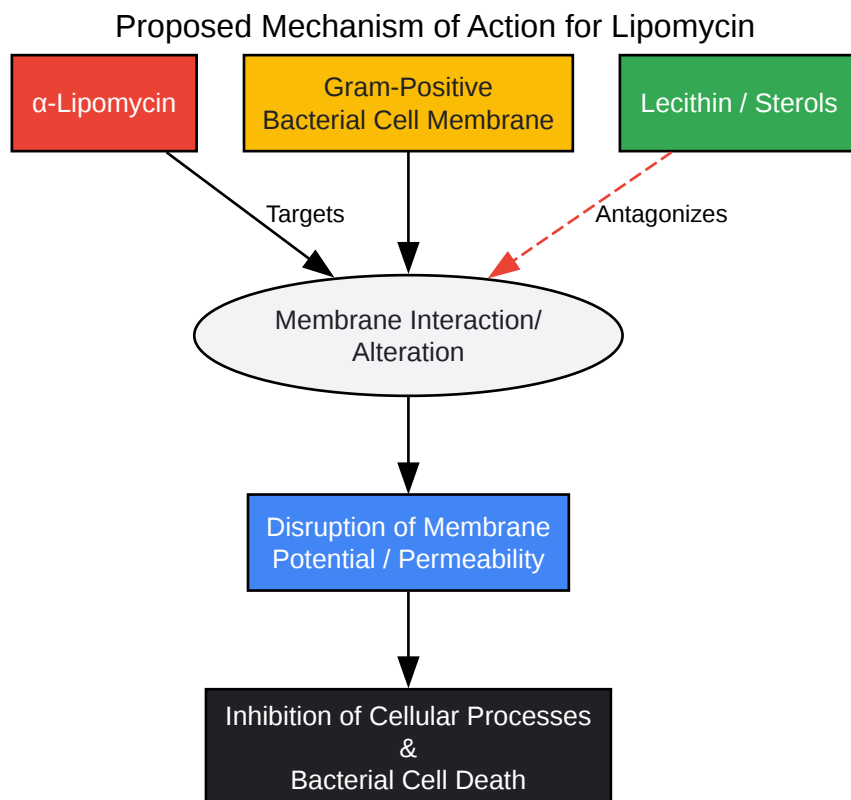 Proposed Mechanism of Action for Lipomycin
α-Lipomycin
Gram-Positive
Bacterial Cell Membrane
Lecithin / Sterols
Targets
Antagonizes
Membrane Interaction/
Alteration
Disruption of Membrane
Potential / Permeability
Inhibition of Cellular Processes
&
Bacterial Cell Death